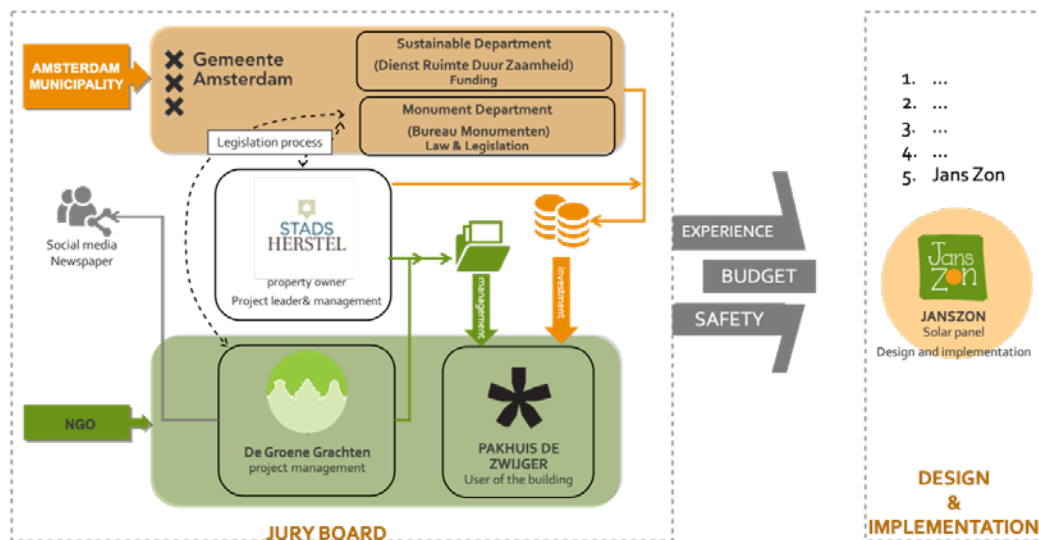 AMSTERDAM
MUNICIPALITY
Gemeente
Amsterdam
Sustainable Department
(Dienst Ruimte Duur Zaamheid)
Funding
Monument Department
(Bureau Monumenten)
Law & Legislation
Legislation process
Social media
Newspaper
STADS
HERSTEL
property owner
Project leader& management
management
investment
NGO
De Groene Grachten
project management
PAKHUIS DE
ZWIJGER
User of the building
JURY BOARD
EXPERIENCE
BUDGET
SAFETY
1. ...
2. ...
3. ...
4. ...
5. Jans Zon
Jans
Zon
JANSZON
Solar panel
Design and implementation
DESIGN
&
IMPLEMENTATION